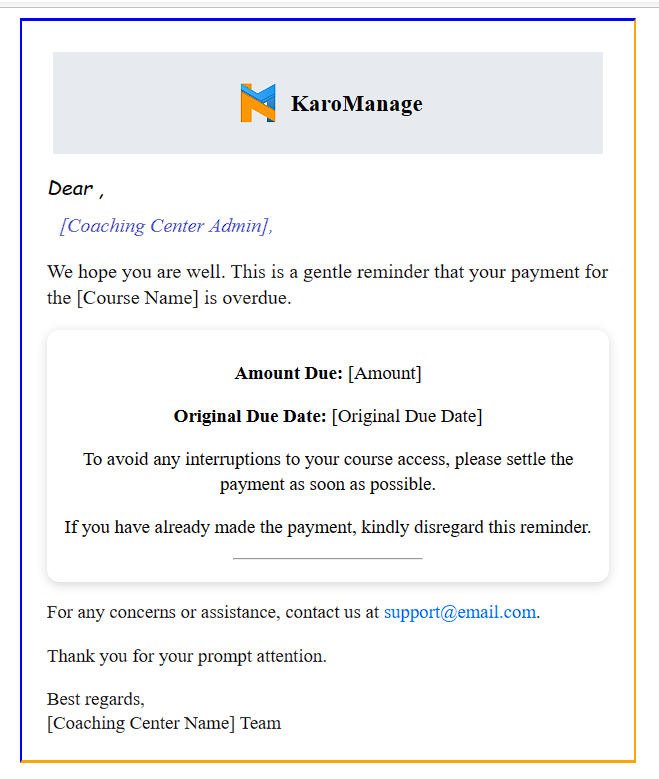 KaroManage
Dear ,
[Coaching Center Admin],
We hope you are well. This is a gentle reminder that your payment for
the [Course Name] is overdue.
Amount Due: [Amount]
Original Due Date: [Original Due Date]
To avoid any interruptions to your course access, please settle the
payment as soon as possible.
If you have already made the payment, kindly disregard this reminder.
For any concerns or assistance, contact us at support@email.com.
Thank you for your prompt attention.
Best regards,
[Coaching Center Name] Team